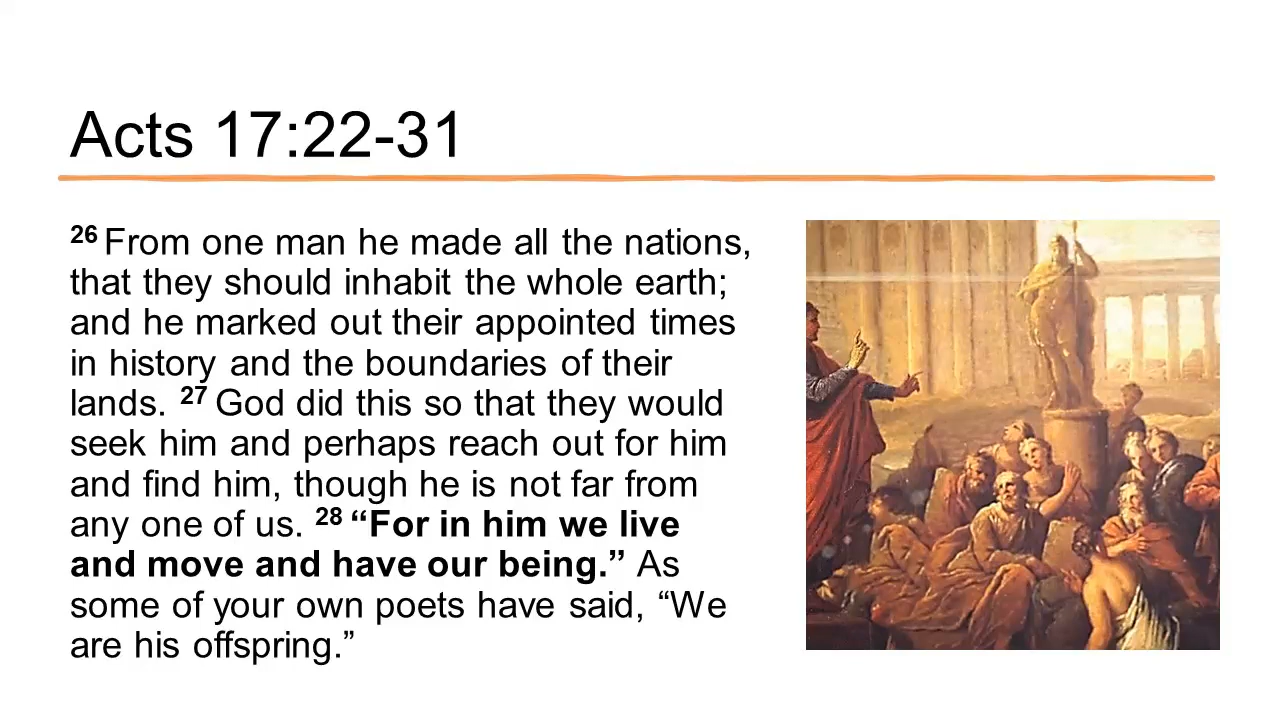 Acts 17:22-31
26 From one man he made all the nations,
that they should inhabit the whole earth;
and he marked out their appointed times
in history and the boundaries of their
lands. 27 God did this so that they would
seek him and perhaps reach out for him
and find him, though he is not far from
any one of us. 28 “For in him we live
and move and have our being.” As
some of your own poets have said, “We
are his offspring.”